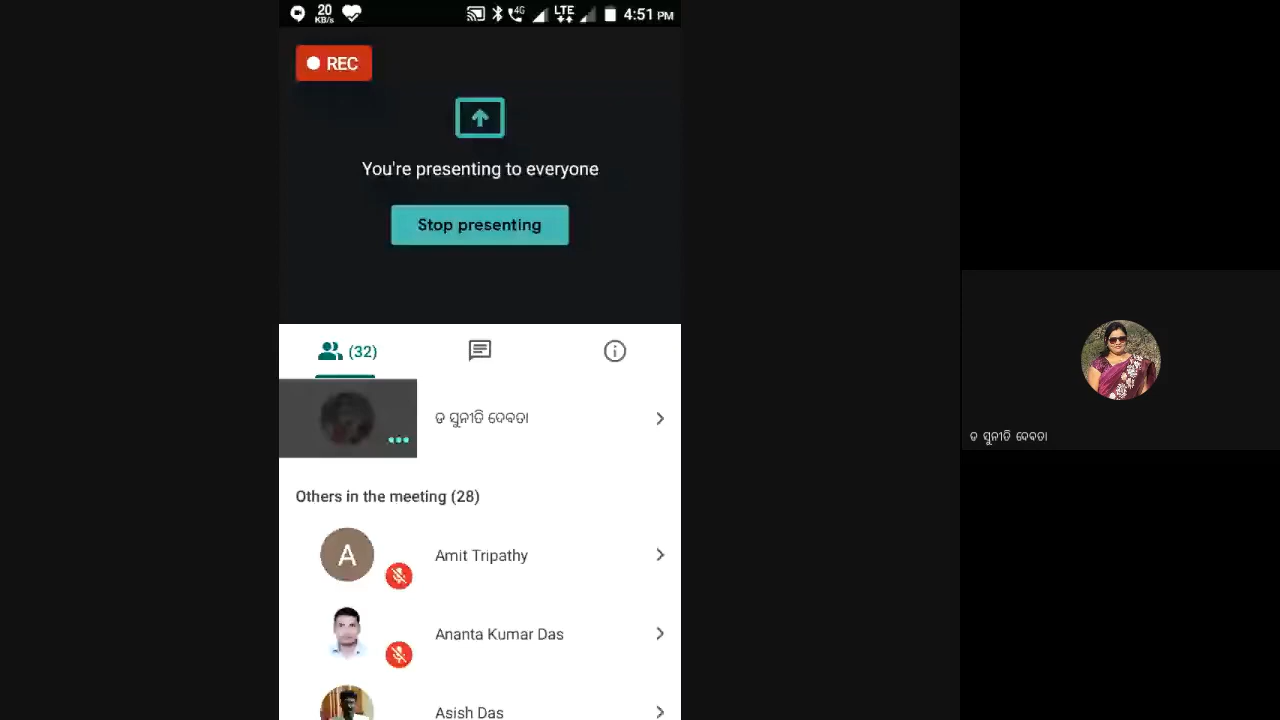 20
KB/s
4G
LTE
4:51 PM
REC
You're presenting to everyone
Stop presenting
(32)
ଡ ସୁନୀତି ଦେବତା
Others in the meeting (28)
A
Amit Tripathy
Ananta Kumar Das
Asish Das
ଡ ସୁନୀତି ଦେବତା